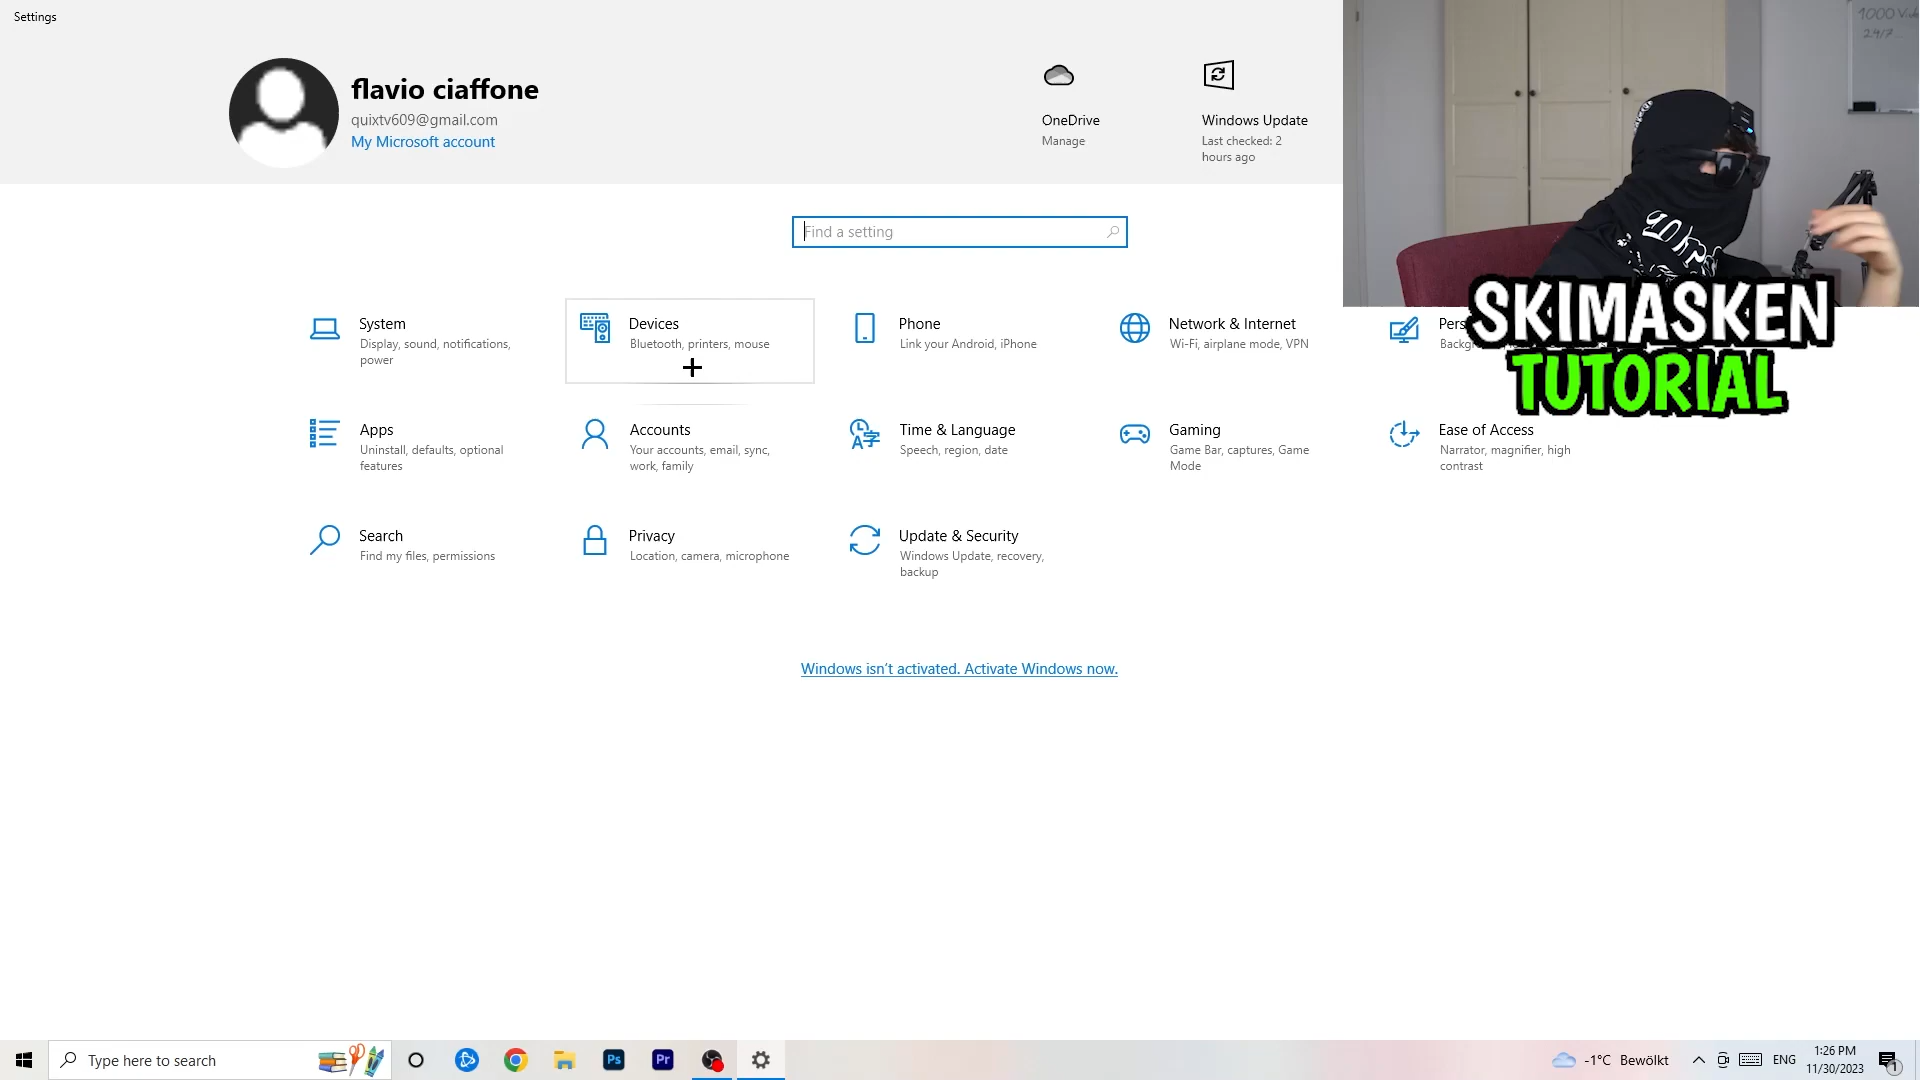 Settings
flavio ciaffone
quixtv609@gmail.com
My Microsoft account
OneDrive
Manage
Windows Update
Last checked: 2
hours ago
24/7
Find a setting
System
Display, sound, notifications,
power
Devices
Bluetooth, printers, mouse
Phone
Link your Android, iPhone
Network & Internet
Wi-Fi, airplane mode, VPN
SKIMASKEN
TUTORIAL
Apps
Uninstall, defaults, optional
features
Accounts
Your accounts, email, sync,
work, family
Time & Language
Speech, region, date
Gaming
Game Bar, captures, Game
Mode
Ease of Access
Narrator, magnifier, high
contrast
Search
Find my files, permissions
Privacy
Location, camera, microphone
Update & Security
Windows Update, recovery,
backup
Windows isn't activated. Activate Windows now.
Type here to search
Ps
Pr
-1°C Bewölkt
ENG
1:26 PM
11/30/2023
1